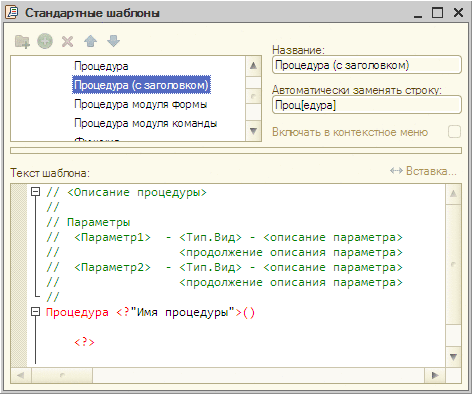 Стандартные шаблоны
Процедура
Процедура (с заголовком)
Процедура модуля формы
Процедура модуля команды
Название:
Процедура (с заголовком)
Автоматически заменять строку:
Проц[едура]
Включать в контекстное меню
Текст шаблона:
Вставка...
// <Описание процедуры>
//
// Параметры
//  <Параметр1>  - <Тип.Вид> - <описание параметра>
//                 <продолжение описания параметра>
//  <Параметр2>  - <Тип.Вид> - <описание параметра>
//                 <продолжение описания параметра>
//
Процедура <?"Имя процедуры">()
<?>